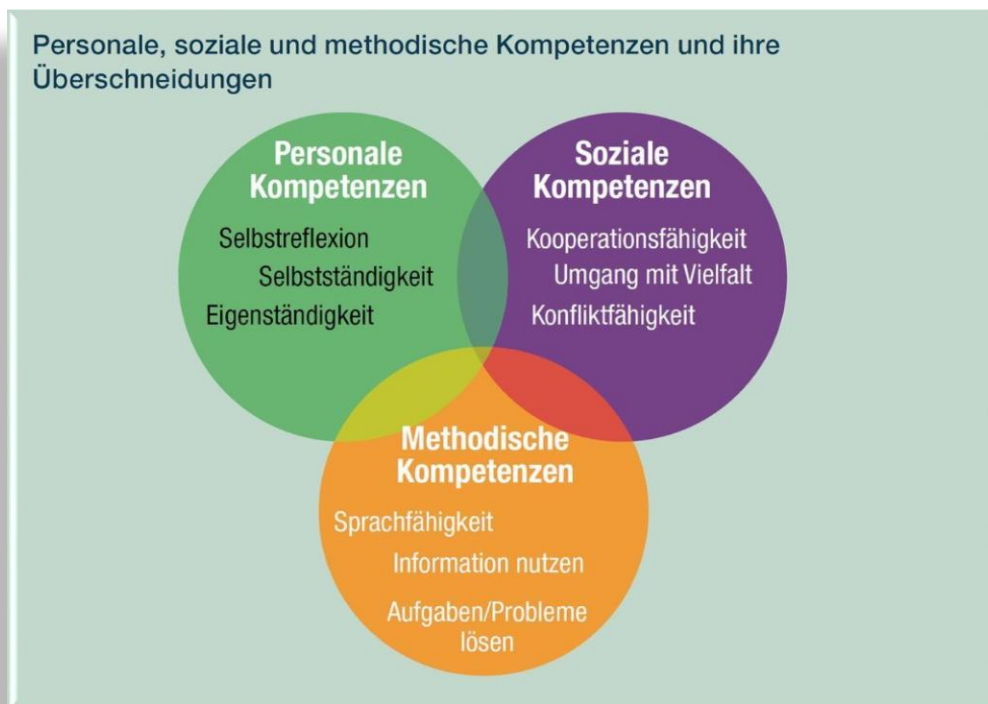 Personale, soziale und methodische Kompetenzen und ihre
Überschneidungen
Personale
Kompetenzen
Selbstreflexion
Selbstständigkeit
Eigenständigkeit
Soziale
Kompetenzen
Kooperationsfähigkeit
Umgang mit Vielfalt
Konfliktfähigkeit
Methodische
Kompetenzen
Sprachfähigkeit
Information nutzen
Aufgaben/Probleme
lösen